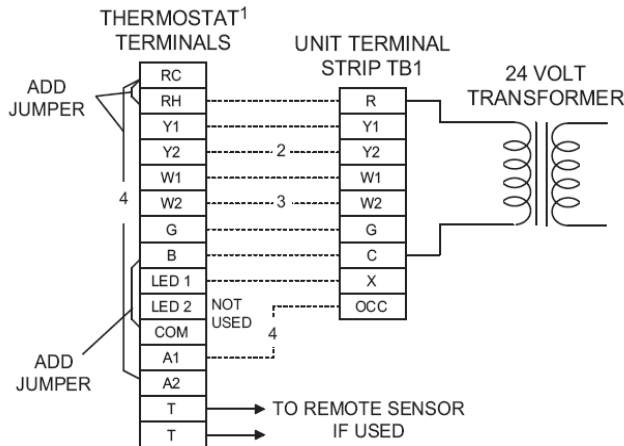 THERMOSTAT1
TERMINALS
UNIT TERMINAL
STRIP TB1
24 VOLT
TRANSFORMER
ADD
JUMPER
RC
RH
Y1
Y2
W1
W2
G
B
LED 1
LED 2
COM
A1
A2
T
T
R
Y1
Y2
W1
W2
G
C
X
OCC
2
3
4
NOT
USED
4
ADD
JUMPER
TO REMOTE SENSOR
IF USED